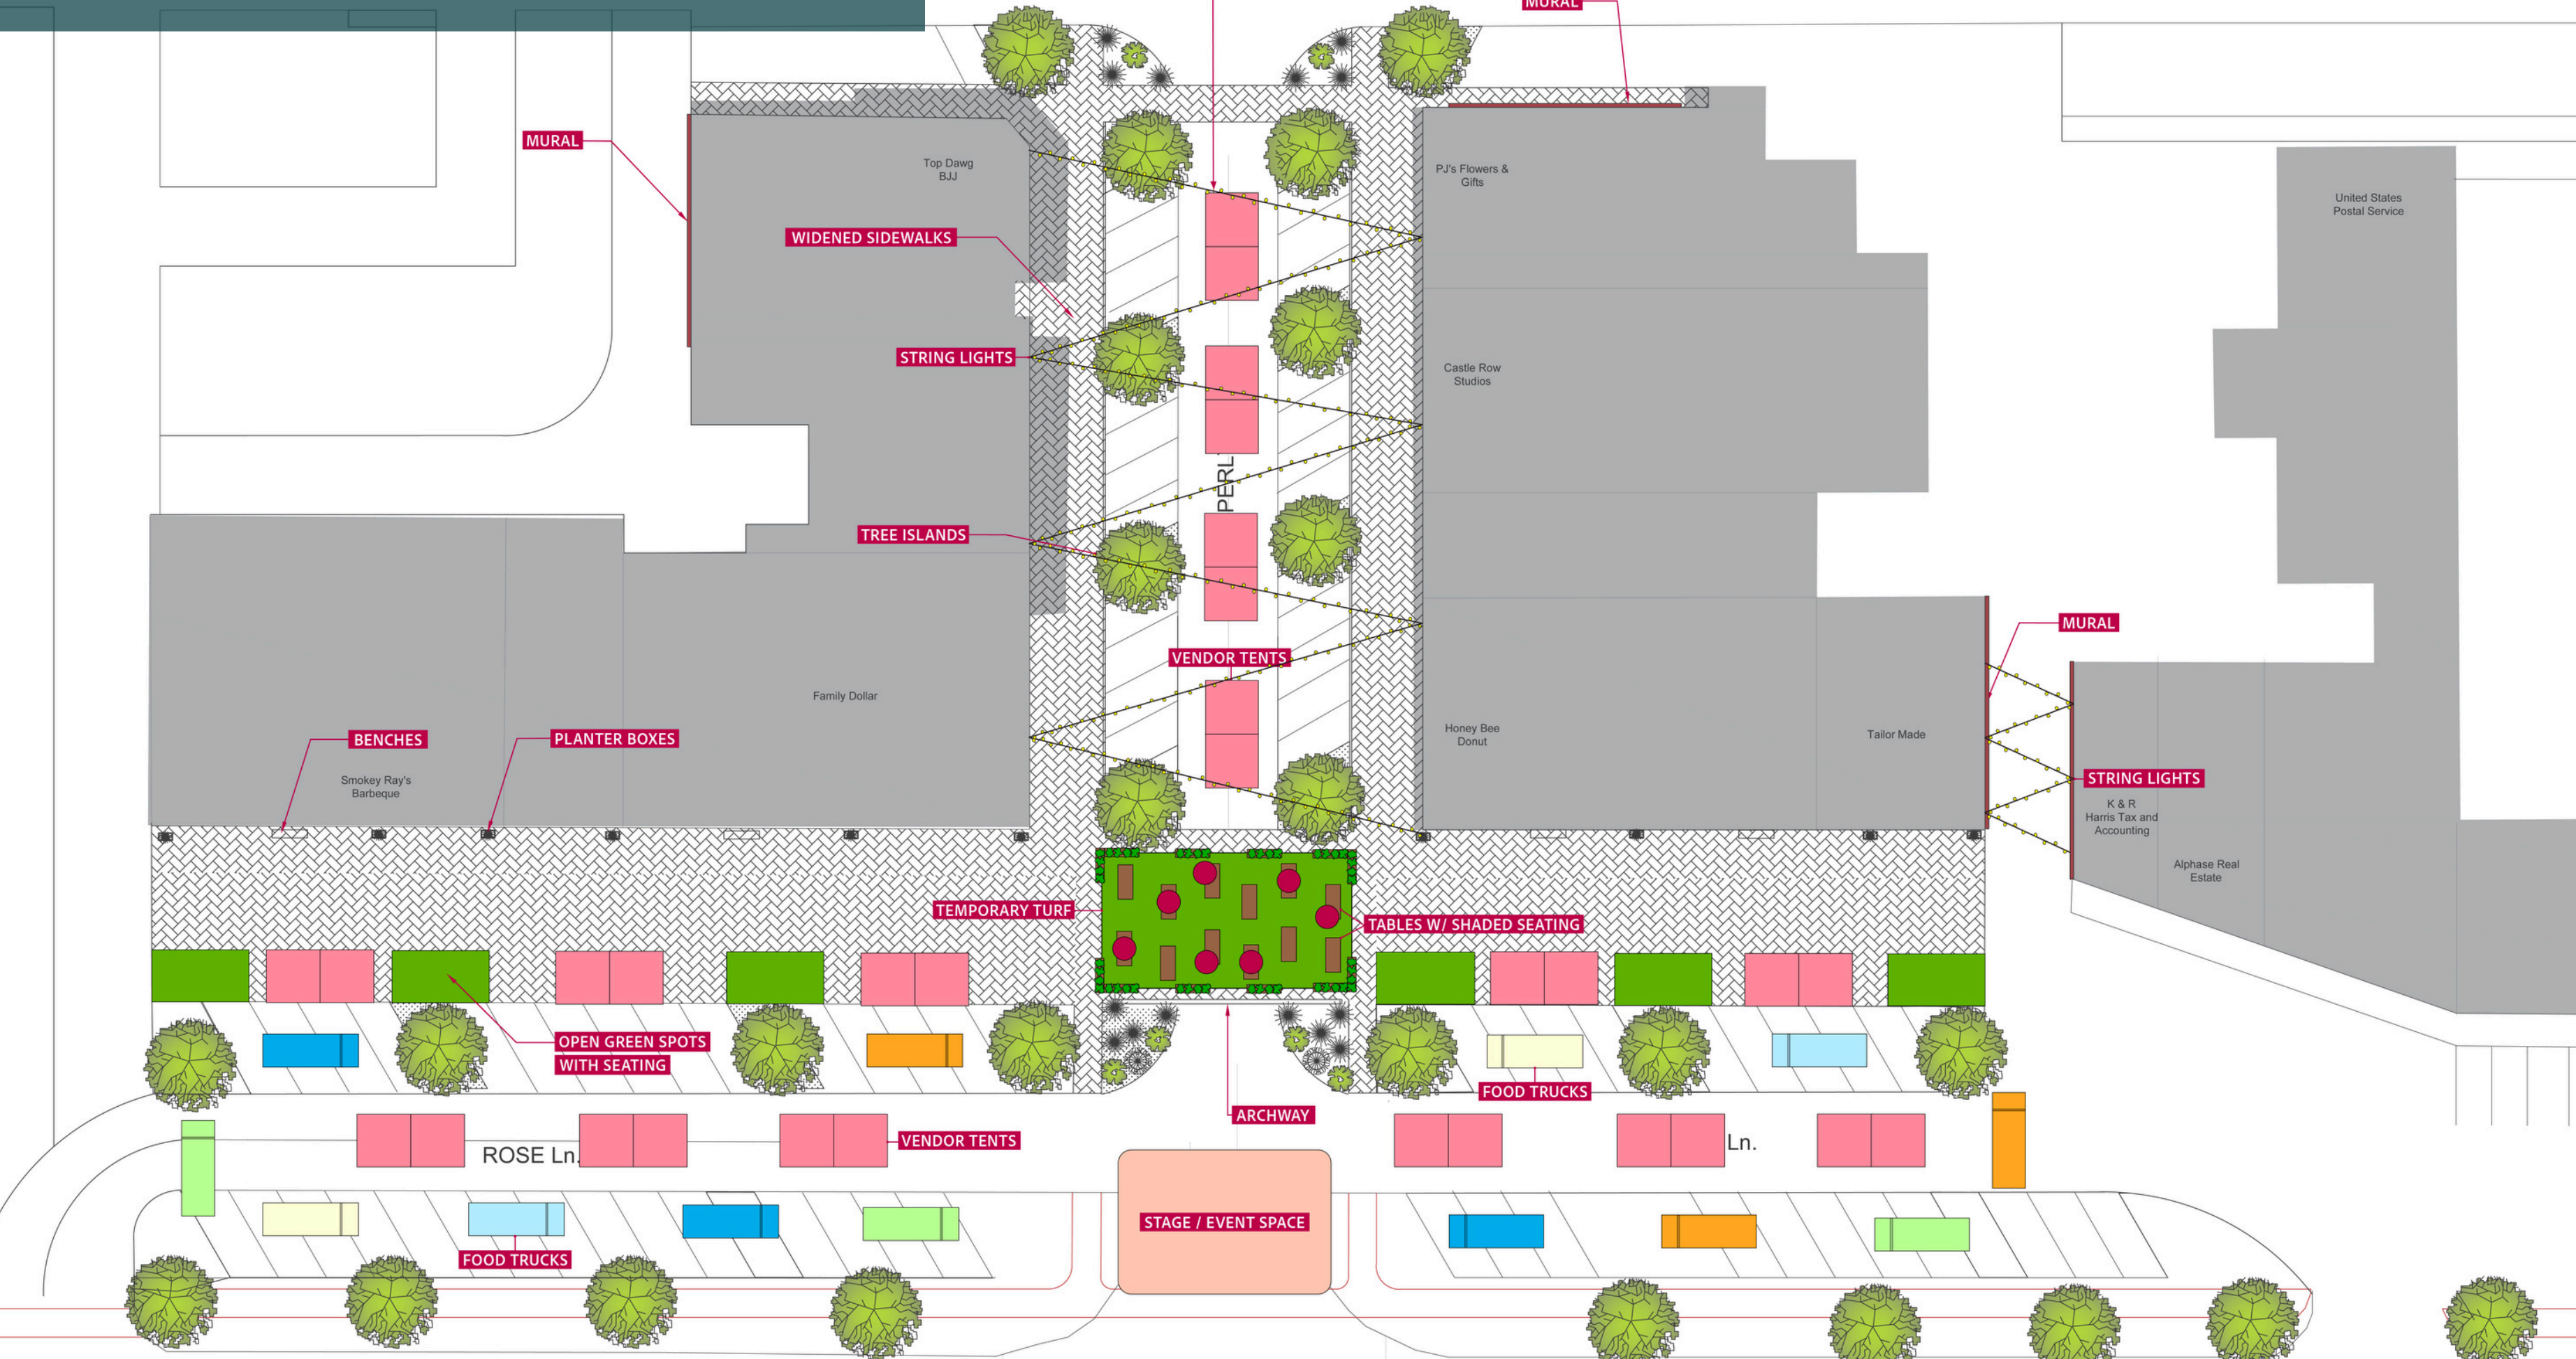 MURAL
MURAL
Top Dawg
BJJ
PJ's Flowers &
Gifts
United States
Postal Service
WIDENED SIDEWALKS
STRING LIGHTS
Castle Row
Studios
PERL
TREE ISLANDS
MURAL
VENDOR TENTS
Family Dollar
BENCHES
PLANTER BOXES
Honey Bee
Donut
Tailor Made
Smokey Ray's
Barbeque
STRING LIGHTS
K & R
Harris Tax and
Accounting
Alphase Real
Estate
TEMPORARY TURF
TABLES W/ SHADED SEATING
OPEN GREEN SPOTS
WITH SEATING
FOOD TRUCKS
ARCHWAY
VENDOR TENTS
ROSE Ln.
Ln.
STAGE / EVENT SPACE
FOOD TRUCKS